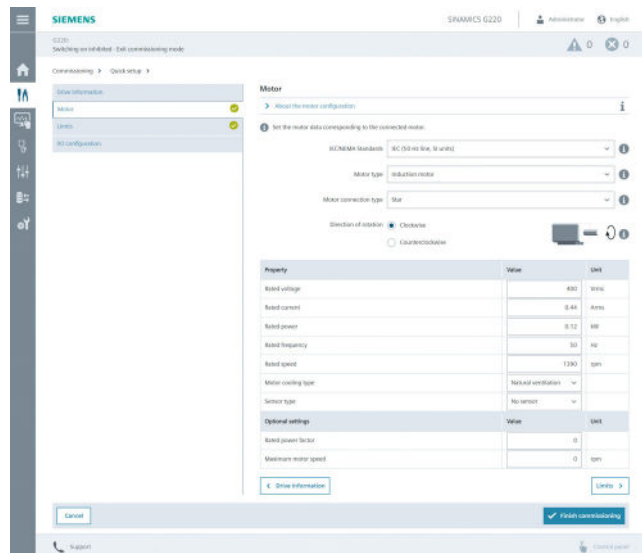 SIEMENS
SINAMICS G220
Administrator
English
G220:
Switching on inhibited - Exit commissioning mode
0
0
Commissioning > Quick setup >
Drive information
Motor
Limits
I/O configuration
Motor
> About the motor configuration
Set the motor data corresponding to the connected motor.
IEC/NEMA Standards IEC (50 Hz line, SI units)
Motor type Induction motor
Motor connection type Star
Direction of rotation Clockwise
Counterclockwise
Property Value Unit
Rated voltage 400 Vrms
Rated current 0.44 Arms
Rated power 0.12 kW
Rated frequency 50 Hz
Rated speed 1390 rpm
Motor cooling type Natural ventilation
Sensor type No sensor
Optional settings Value Unit
Rated power factor 0
Maximum motor speed 0 rpm
< Drive information
Limits >
Cancel
Finish commissioning
Support
Control panel